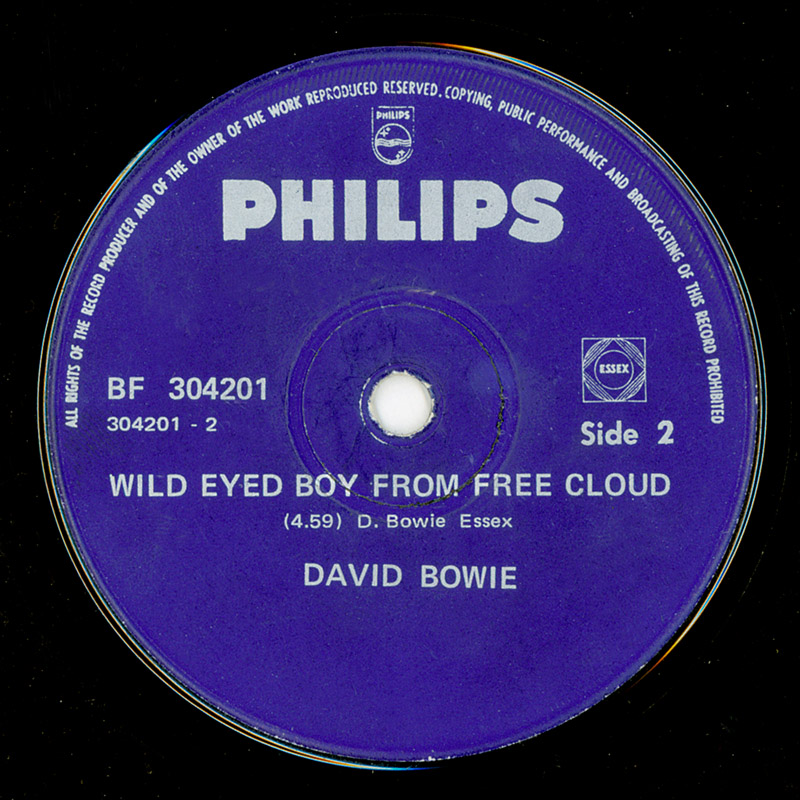 ALL RIGHTS OF THE RECORD PRODUCER AND OF THE OWNER OF THE WORK REPRODUCED RESERVED. COPYING, PUBLIC PERFORMANCE AND BROADCASTING OF THIS RECORD PROHIBITED
PHILIPS
PHILIPS
ESSEX
BF 304201
304201 - 2
Side 2
WILD EYED BOY FROM FREE CLOUD
(4.59) D. Bowie Essex
DAVID BOWIE